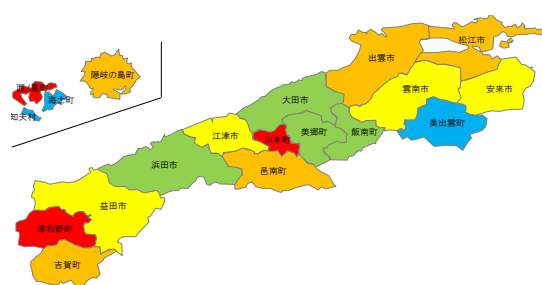 松江市
出雲市
隠岐の島町
西ノ島町
雲南市
安来市
海士町
大田市
知夫村
奥出雲町
江津市
川本町
美郷町
飯南町
浜田市
邑南町
益田市
津和野町
吉賀町